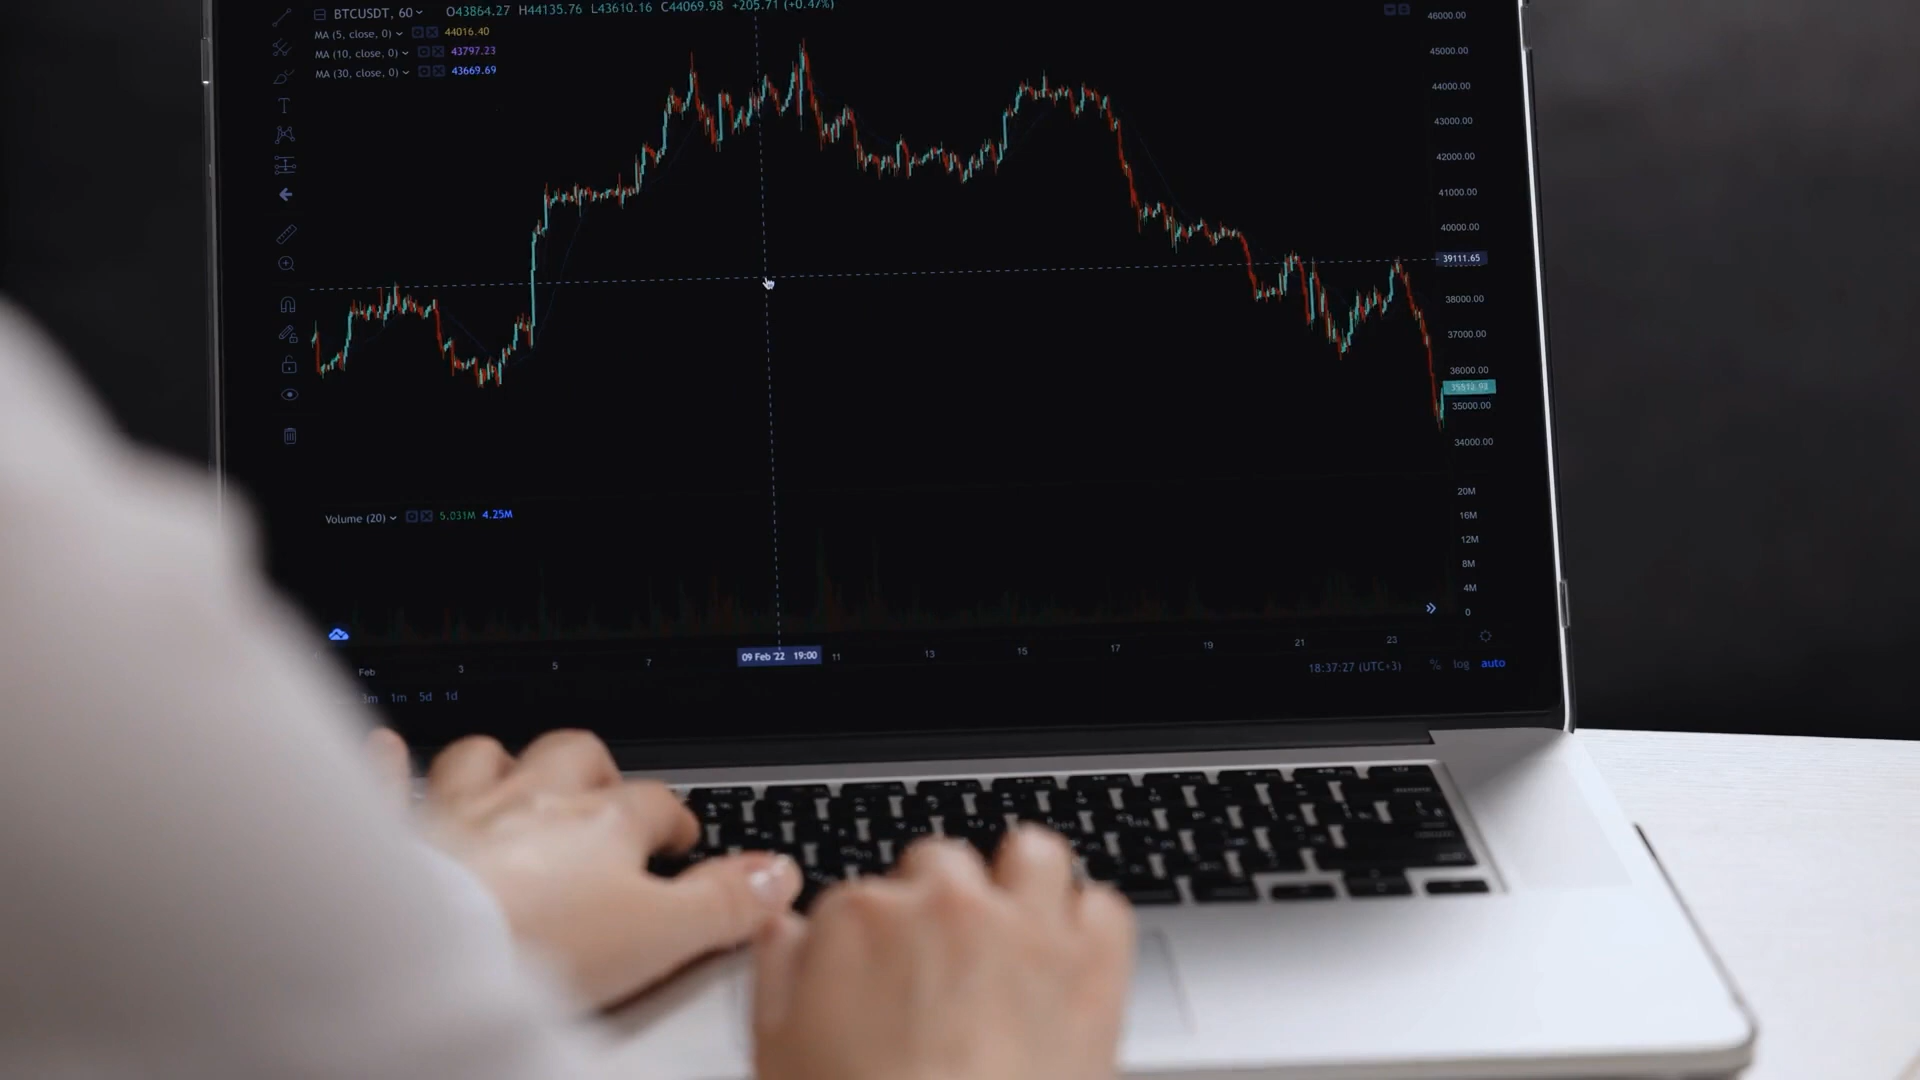 BTCUSDT, 60 O43864.27 H44135.76 L43610.16 C44069.98 +205.71 (+0.47%)
MA (5, close, 0) 44016.40
MA (10, close, 0) 43797.23
MA (30, close, 0) 43669.69
T
46000.00
45000.00
44000.00
43000.00
42000.00
41000.00
40000.00
39111.65
38000.00
37000.00
36000.00
35000.00
34000.00
Volume (20) 5.031M 4.25M
20M
16M
12M
8M
4M
0
Feb 3 5 7 09 Feb '22 19:00 11 13 15 17 19 21 23
3m 1m 5d 1d
18:37:27 (UTC+3) % log auto